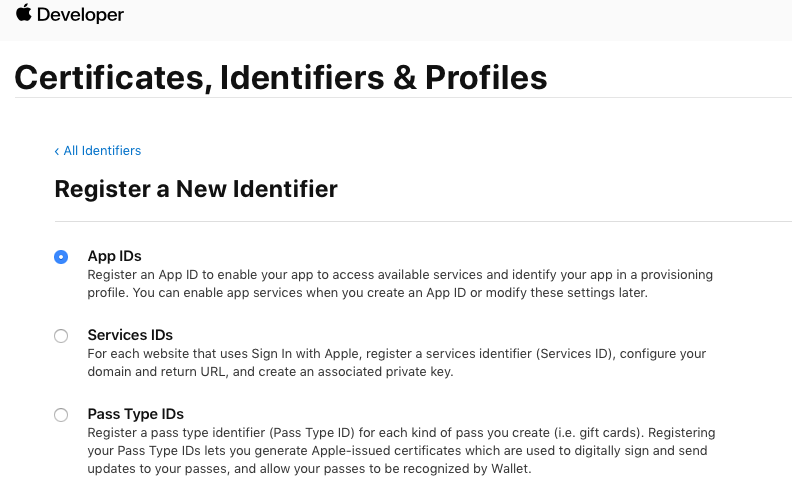 Developer
Certificates, Identifiers & Profiles
‹ All Identifiers
Register a New Identifier
App IDs
Register an App ID to enable your app to access available services and identify your app in a provisioning
profile. You can enable app services when you create an App ID or modify these settings later.
Services IDs
For each website that uses Sign In with Apple, register a services identifier (Services ID), configure your
domain and return URL, and create an associated private key.
Pass Type IDs
Register a pass type identifier (Pass Type ID) for each kind of pass you create (i.e. gift cards). Registering
your Pass Type IDs lets you generate Apple-issued certificates which are used to digitally sign and send
updates to your passes, and allow your passes to be recognized by Wallet.